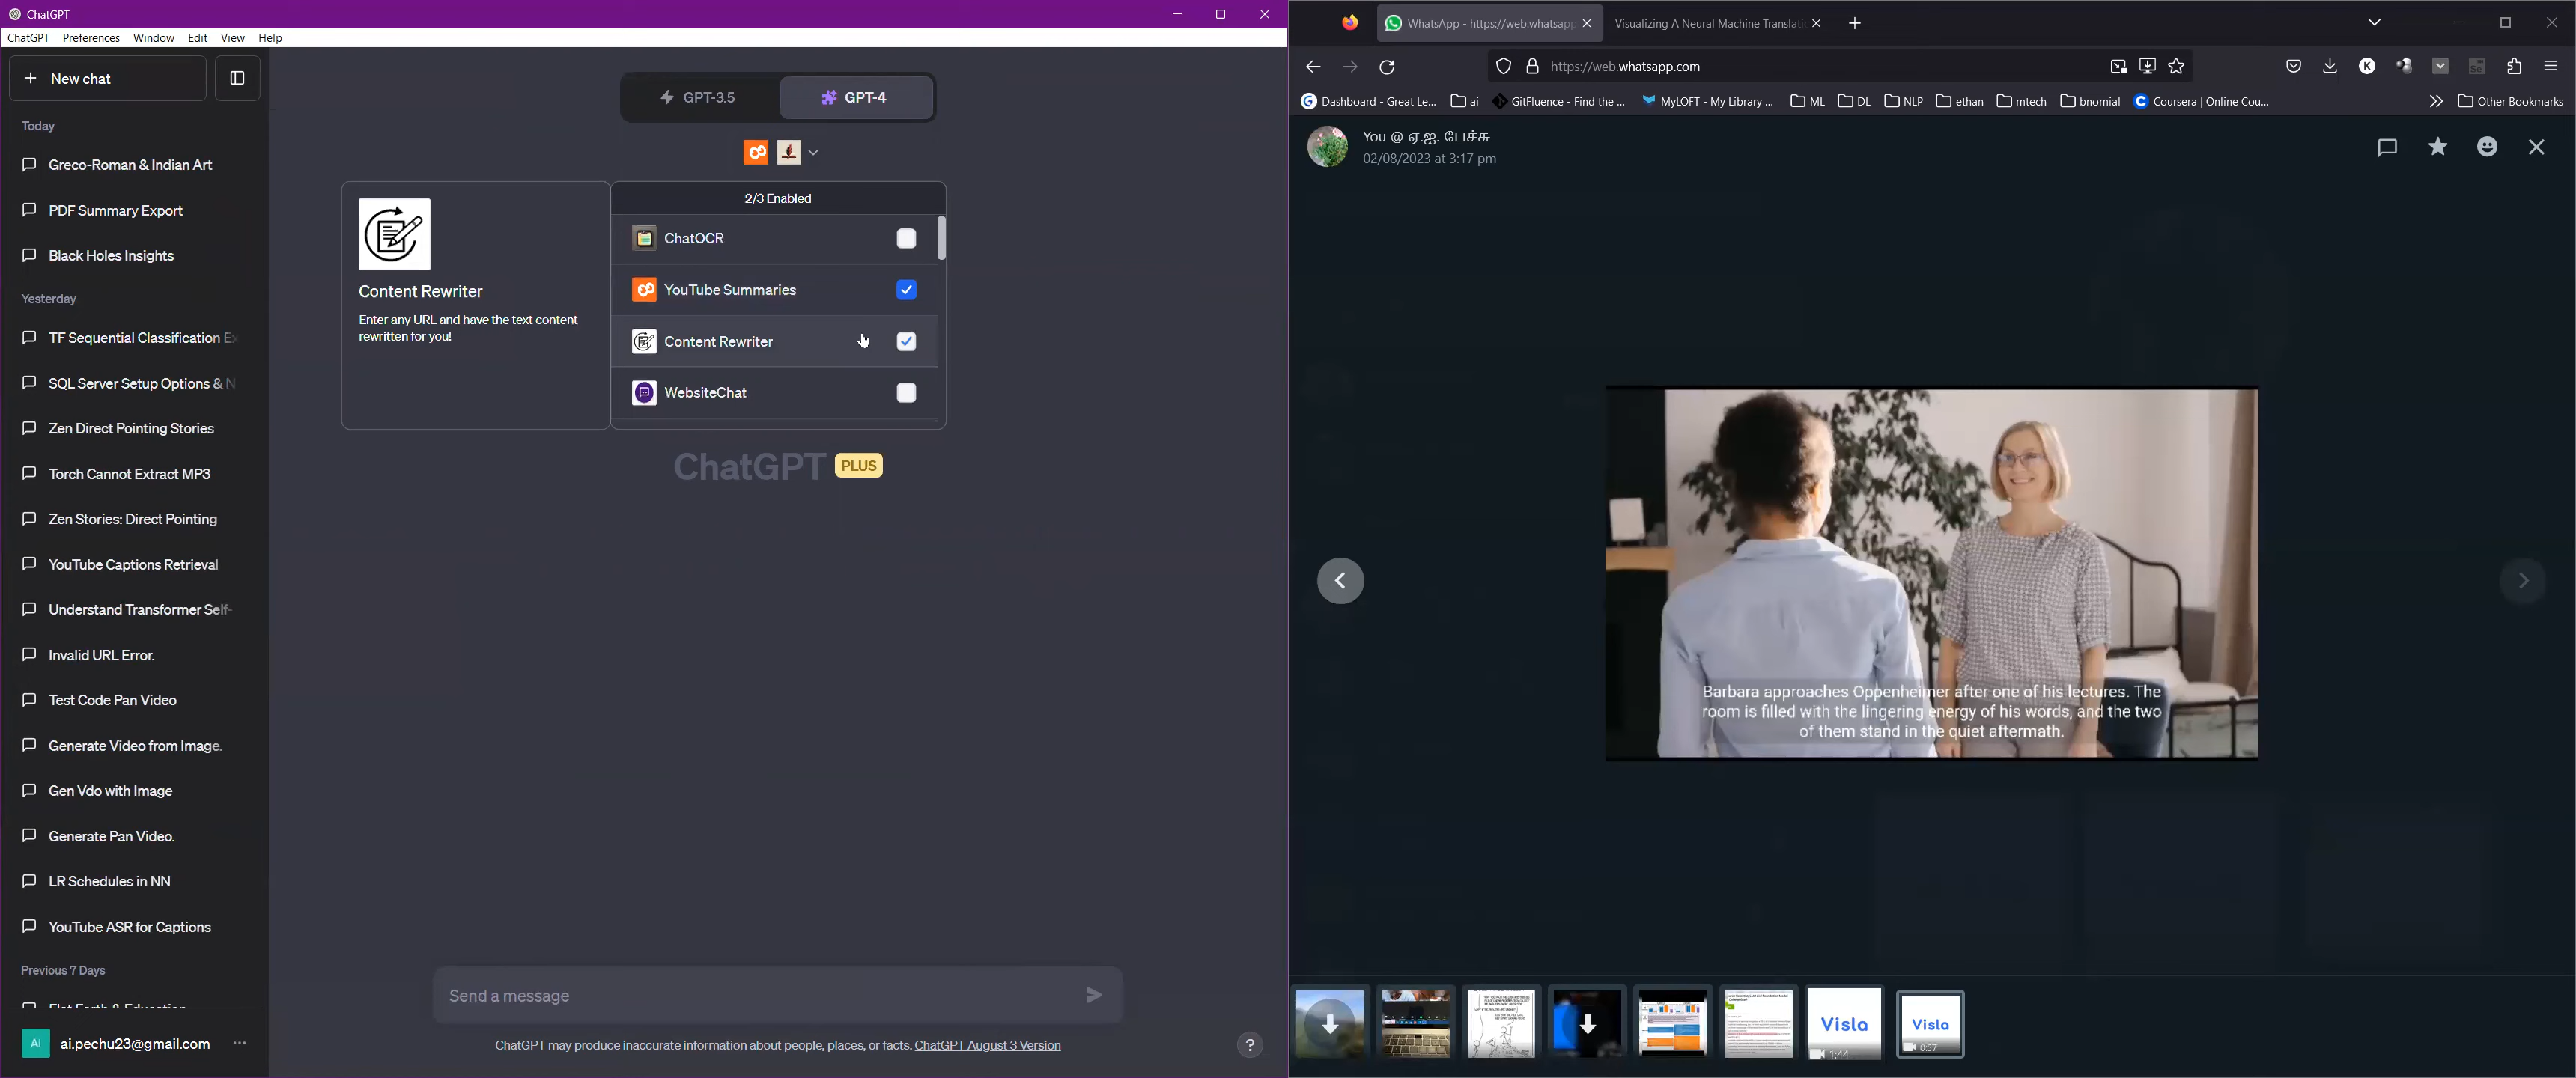 ChatGPT
ChatGPT Preferences Window Edit View Help
New chat
Today
Greco-Roman & Indian Art
PDF Summary Export
Black Holes Insights
Yesterday
TF Sequential Classification Ex
SQL Server Setup Options & N
Zen Direct Pointing Stories
Torch Cannot Extract MP3
Zen Stories: Direct Pointing
YouTube Captions Retrieval
Understand Transformer Self-
Invalid URL Error.
Test Code Pan Video
Generate Video from Image.
Gen Vdo with Image
Generate Pan Video.
LR Schedules in NN
YouTube ASR for Captions
Previous 7 Days
AI ai.pechu23@gmail.com
GPT-3.5 GPT-4
Content Rewriter
Enter any URL and have the text content
rewritten for you!
2/3 Enabled
ChatOCR
YouTube Summaries
Content Rewriter
WebsiteChat
ChatGPT PLUS
Send a message
ChatGPT may produce inaccurate information about people, places, or facts. ChatGPT August 3 Version
?
WhatsApp - https://web.whatsapp Visualizing A Neural Machine Translati
https://web.whatsapp.com
Dashboard - Great Le... ai GitFluence - Find the ... MyLOFT - My Library ... ML DL NLP ethan mtech bnomial Coursera | Online Cou... Other Bookmarks
You @ ஏ.ஐ. பேச்சு
02/08/2023 at 3:17 pm
Barbara approaches Oppenheimer after one of his lectures. The
room is filled with the lingering energy of his words, and the two
of them stand in the quiet aftermath.
Visla
1:44
Visla
0:57